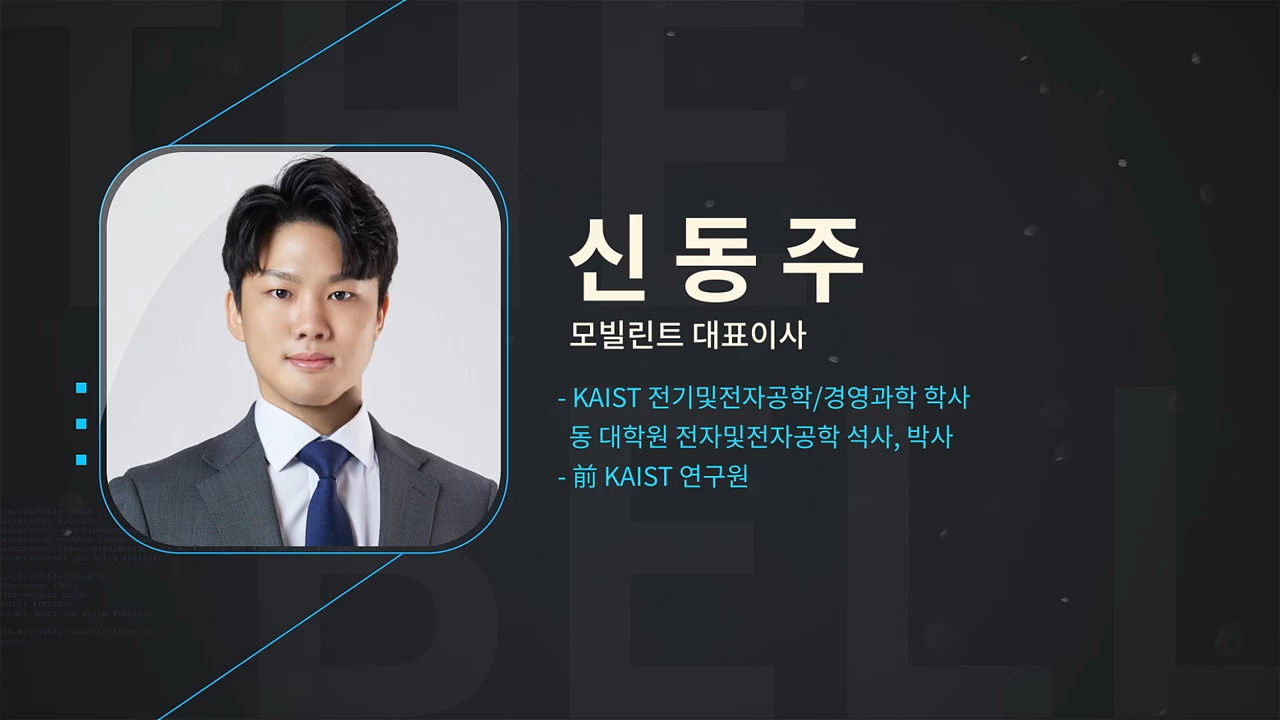 THE
BELL
신동주
모빌린트 대표이사
- KAIST 전기및전자공학/경영과학 학사
동 대학원 전자및전자공학 석사, 박사
- 前 KAIST 연구원